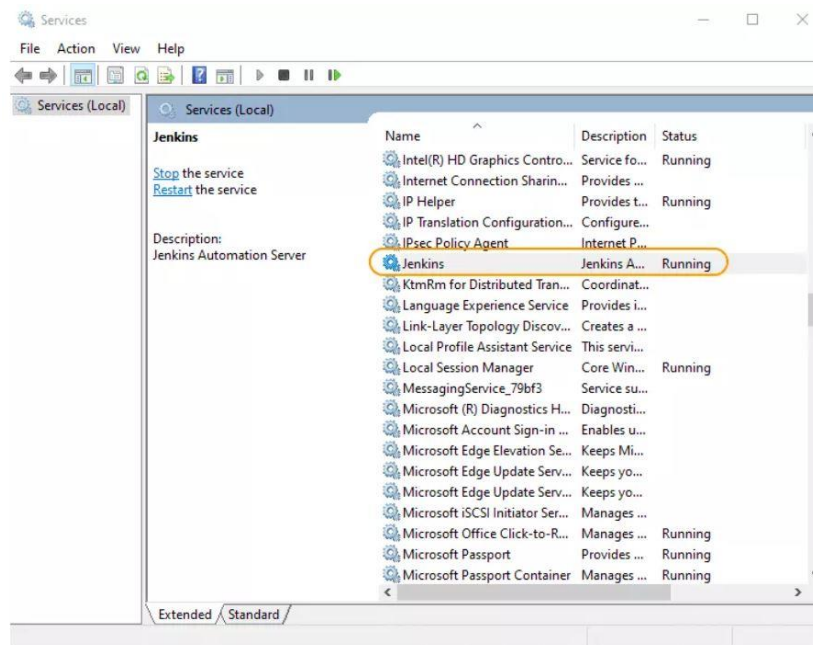 Services
File Action View Help
Services (Local)
Services (Local)
Jenkins
Stop the service
Restart the service
Description:
Jenkins Automation Server
Name Description Status
Intel(R) HD Graphics Contro... Service fo... Running
Internet Connection Sharin... Provides ...
IP Helper Provides t... Running
IP Translation Configuration... Configure...
IPsec Policy Agent Internet P...
Jenkins Jenkins A... Running
KtmRm for Distributed Tran... Coordinat...
Language Experience Service Provides i...
Link-Layer Topology Discov... Creates a ...
Local Profile Assistant Service This servi...
Local Session Manager Core Win... Running
MessagingService_79bf3 Service su...
Microsoft (R) Diagnostics H... Diagnosti...
Microsoft Account Sign-in ... Enables u...
Microsoft Edge Elevation Se... Keeps Mi...
Microsoft Edge Update Serv... Keeps yo...
Microsoft Edge Update Serv... Keeps yo...
Microsoft iSCSI Initiator Ser... Manages ...
Microsoft Office Click-to-R... Manages ... Running
Microsoft Passport Provides ... Running
Microsoft Passport Container Manages ... Running
Extended Standard